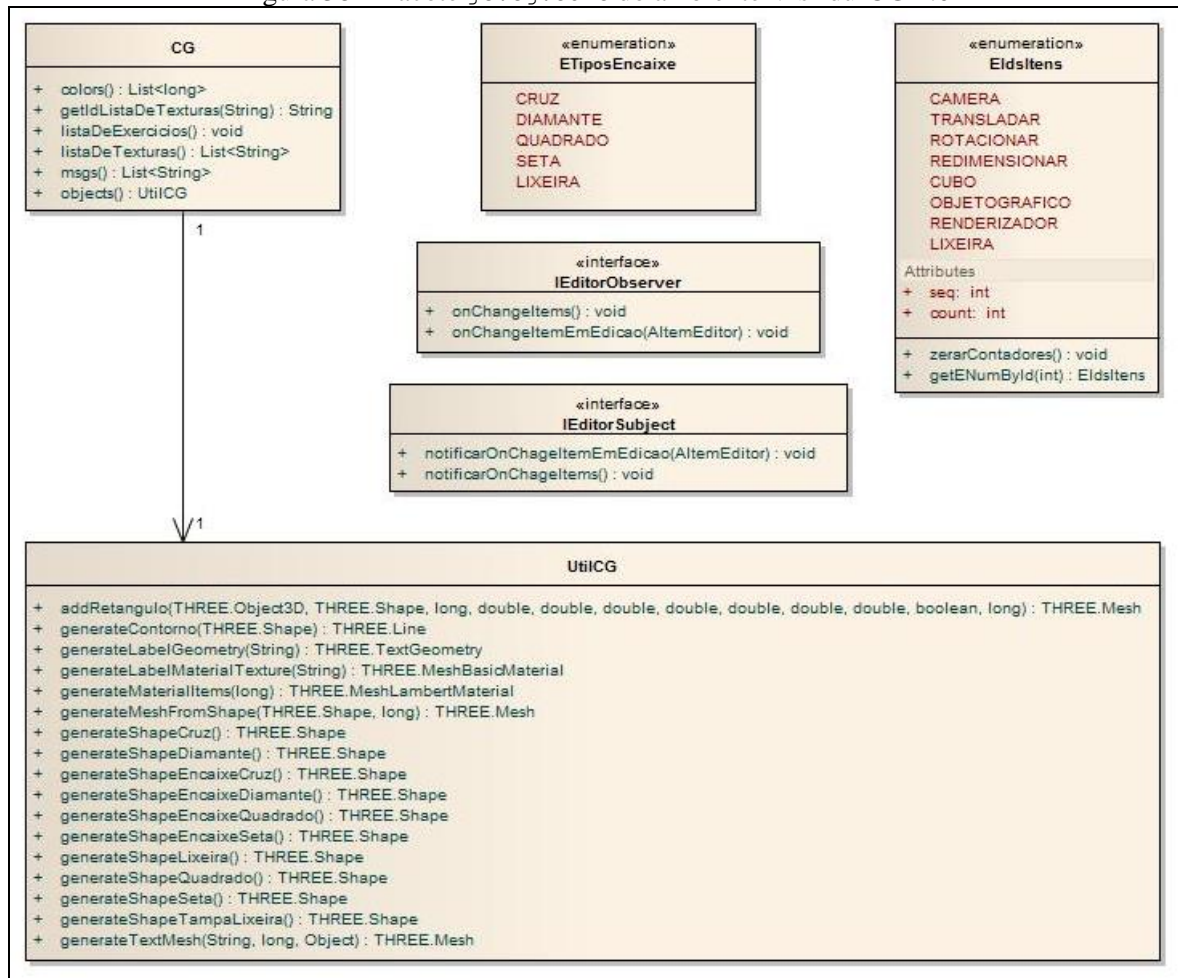 CG
+ colors() : List<long>
+ getIdListaDeTexturas(String) : String
+ listaDeExercicios() : void
+ listaDeTexturas() : List<String>
+ msgs() : List<String>
+ objects() : UtilCG
«enumeration»
ETiposEncaixe
CRUZ
DIAMANTE
QUADRADO
SETA
LIXEIRA
«enumeration»
EIdsItens
CAMERA
TRANSLADAR
ROTACIONAR
REDIMENSIONAR
CUBO
OBJETOGRAFICO
RENDERIZADOR
LIXEIRA
Attributes
+ seq: int
+ count: int
+ zerarContadores() : void
+ getENumById(int) : EIdsItens
1
«interface»
IEditorObserver
+ onChangeItems() : void
+ onChangeItemEmEdicao(AItemEditor) : void
«interface»
IEditorSubject
+ notificarOnChageItemEmEdicao(AItemEditor) : void
+ notificarOnChageItems() : void
1
UtilCG
+ addRetangulo(THREE.Object3D, THREE.Shape, long, double, double, double, double, double, double, double, boolean, long) : THREE.Mesh
+ generateContorno(THREE.Shape) : THREE.Line
+ generateLabelGeometry(String) : THREE.TextGeometry
+ generateLabelMaterialTexture(String) : THREE.MeshBasicMaterial
+ generateMaterialItems(long) : THREE.MeshLambertMaterial
+ generateMeshFromShape(THREE.Shape, long) : THREE.Mesh
+ generateShapeCruz() : THREE.Shape
+ generateShapeDiamante() : THREE.Shape
+ generateShapeEncaixeCruz() : THREE.Shape
+ generateShapeEncaixeDiamante() : THREE.Shape
+ generateShapeEncaixeQuadrado() : THREE.Shape
+ generateShapeEncaixeSeta() : THREE.Shape
+ generateShapeLixeira() : THREE.Shape
+ generateShapeQuadrado() : THREE.Shape
+ generateShapeSeta() : THREE.Shape
+ generateShapeTampaLixeira() : THREE.Shape
+ generateTextMesh(String, long, Object) : THREE.Mesh